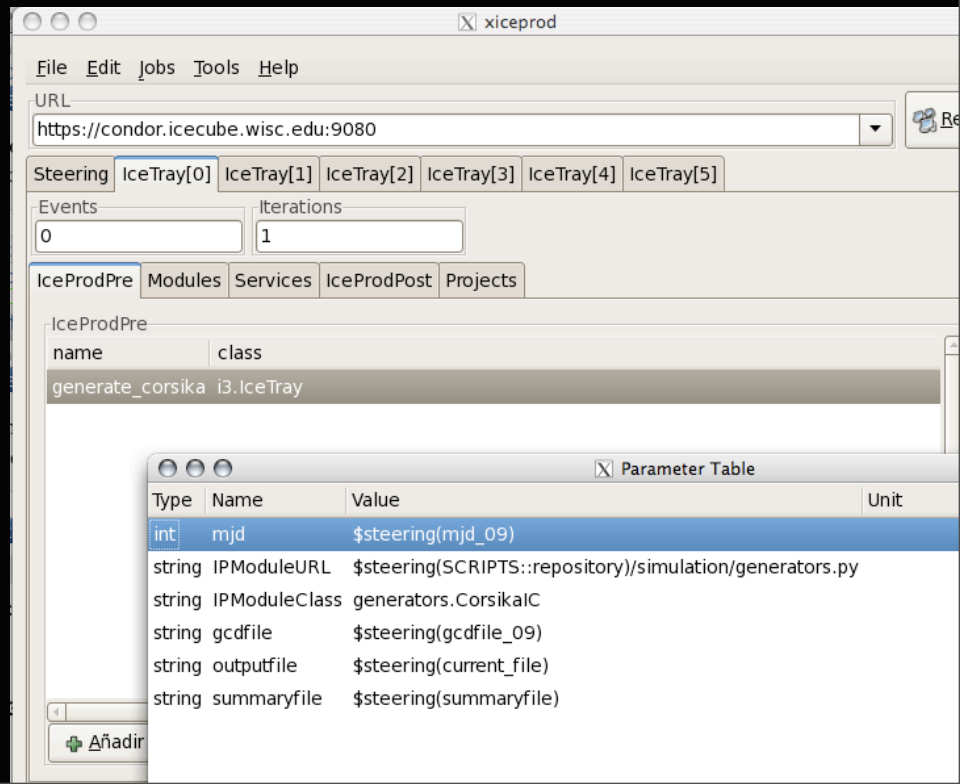 xiceprod
File Edit Jobs Tools Help
URL
https://condor.icecube.wisc.edu:9080
Steering IceTray[0] IceTray[1] IceTray[2] IceTray[3] IceTray[4] IceTray[5]
Events Iterations
0 1
IceProdPre Modules Services IceProdPost Projects
IceProdPre
name class
generate_corsika i3.IceTray
Parameter Table
Type Name Value Unit
int mjd $steering(mjd_09)
string IPModuleURL $steering(SCRIPTS::repository)/simulation/generators.py
string IPModuleClass generators.CorsikaIC
string gcdfile $steering(gcdfile_09)
string outputfile $steering(current_file)
string summaryfile $steering(summaryfile)
Añadir